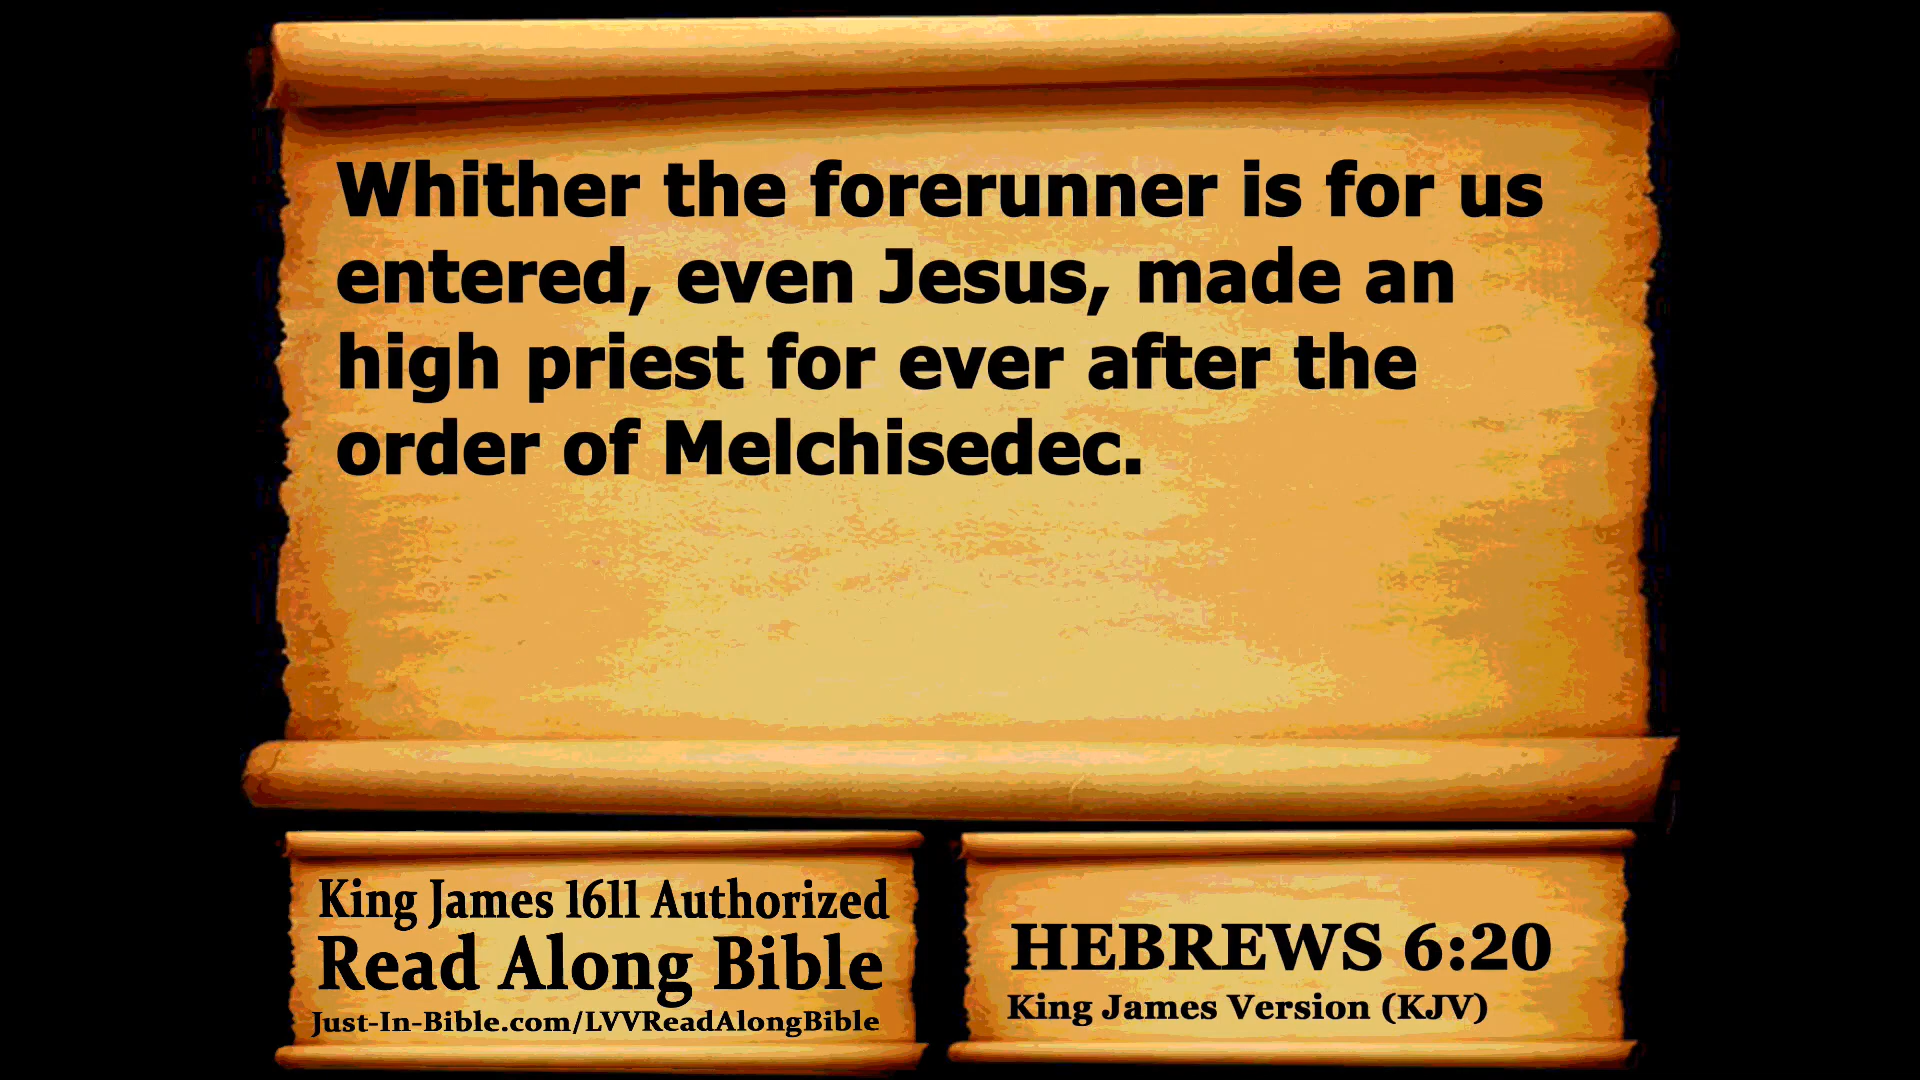 Whither the forerunner is for us
entered, even Jesus, made an
high priest for ever after the
order of Melchisedec.
King James 1611 Authorized
Read Along Bible
Just-In-Bible.com/LVVReadAlongBible
HEBREWS 6:20
King James Version (KJV)